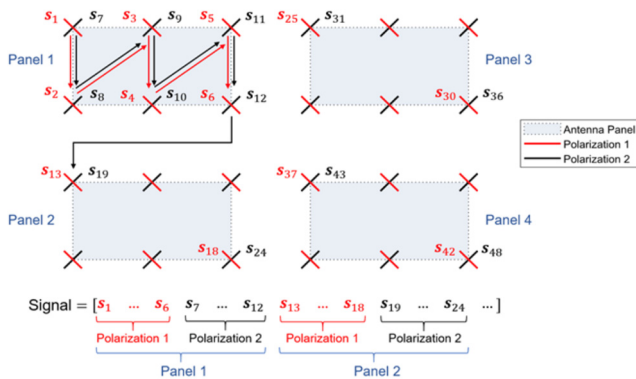 s1 s7 s3 s9 s5 s11 s25 s31
Panel 1
Panel 3
s2 s8 s4 s10 s6 s12 s30 s36
Antenna Panel
Polarization 1
Polarization 2
s13 s19 s37 s43
Panel 2
Panel 4
s18 s24 s42 s48
Signal = [s1 ... s6 s7 ... s12 s13 ... s18 s19 ... s24 ...]
Polarization 1 Polarization 2 Polarization 1 Polarization 2
Panel 1 Panel 2